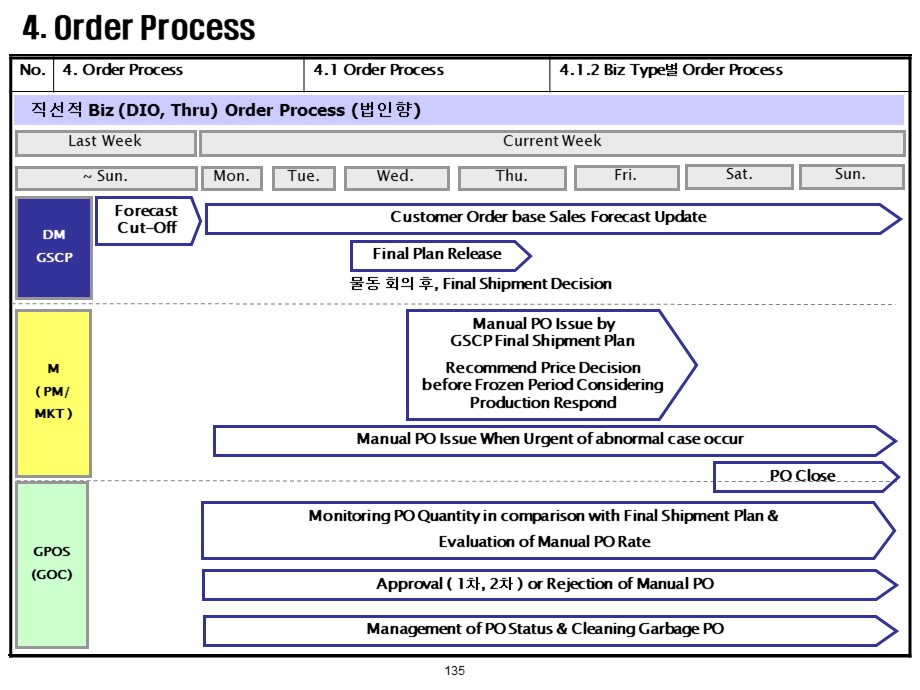 4. Order Process
No. 4. Order Process 4.1 Order Process 4.1.2 Biz Type별 Order Process
직선적 Biz (DIO, Thru) Order Process (법인향)
Last Week Current Week
~ Sun. Mon. Tue. Wed. Thu. Fri. Sat. Sun.
DM
GSCP
Forecast
Cut-Off
Customer Order base Sales Forecast Update
Final Plan Release
물동 회의 후, Final Shipment Decision
M
( PM/
MKT )
Manual PO Issue by
GSCP Final Shipment Plan
Recommend Price Decision
before Frozen Period Considering
Production Respond
Manual PO Issue When Urgent of abnormal case occur
PO Close
GPOS
(GOC)
Monitoring PO Quantity in comparison with Final Shipment Plan &
Evaluation of Manual PO Rate
Approval ( 1차, 2차 ) or Rejection of Manual PO
Management of PO Status & Cleaning Garbage PO
135